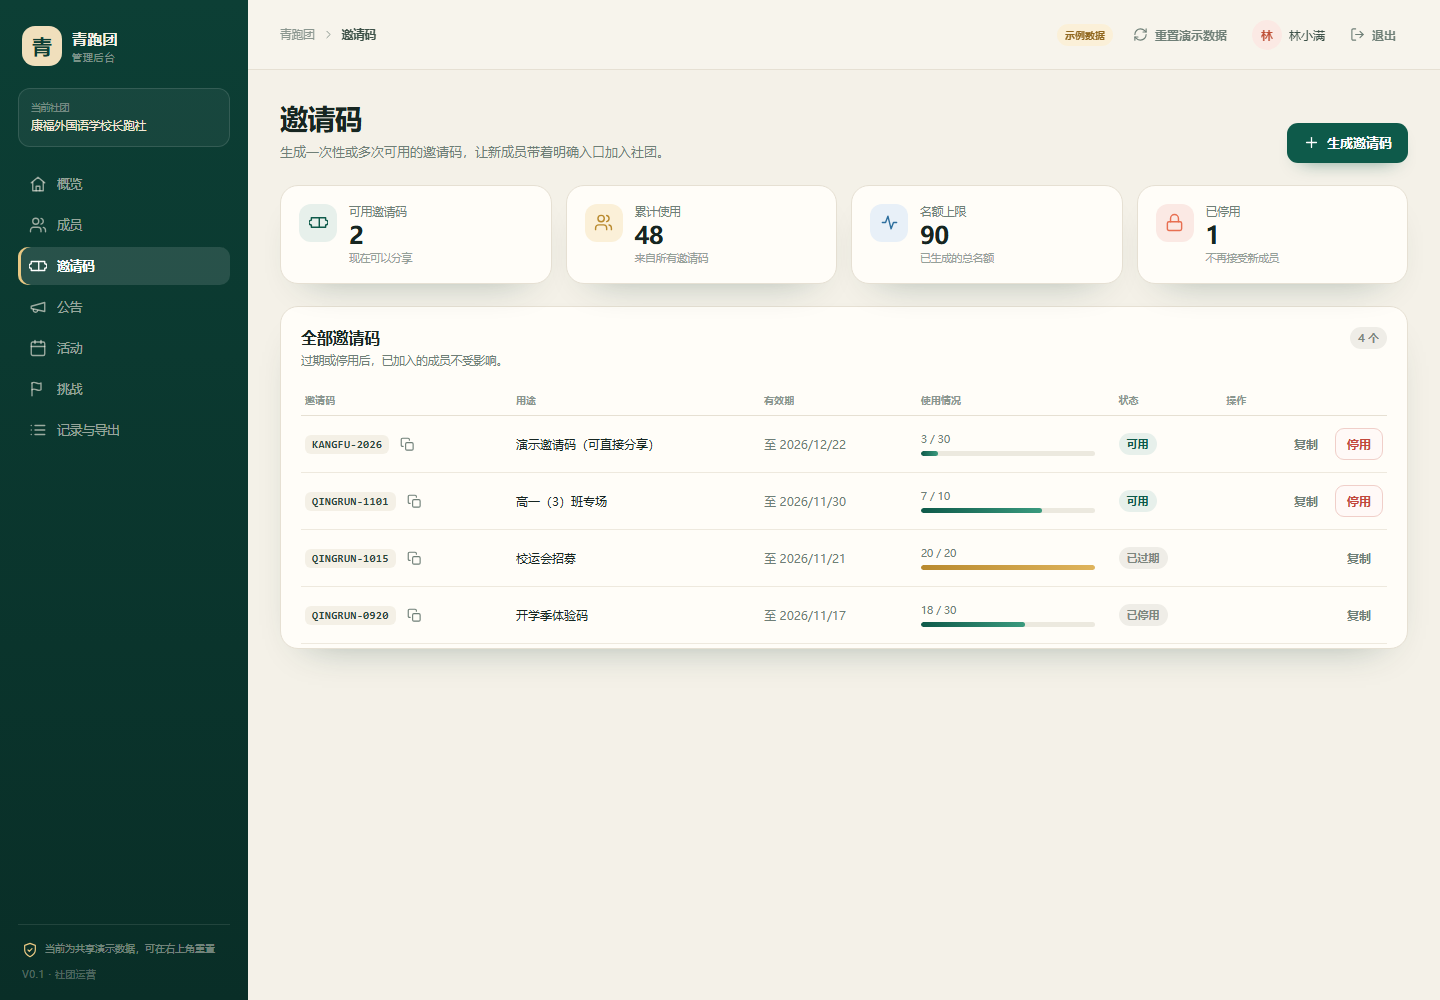 青
青跑团
管理后台
当前社团
康福外国语学校长跑社
概览
成员
邀请码
公告
活动
挑战
记录与导出
当前为共享演示数据，可在右上角重置
V0.1 · 社团运营
青跑团 > 邀请码
示例数据
重置演示数据
林 林小满
退出
邀请码
生成一次性或多次可用的邀请码，让新成员带着明确入口加入社团。
+ 生成邀请码
可用邀请码
2
现在可以分享
累计使用
48
来自所有邀请码
名额上限
90
已生成的总名额
已停用
1
不再接受新成员
全部邀请码
过期或停用后，已加入的成员不受影响。
4 个
邀请码 用途 有效期 使用情况 状态 操作
KANGFU-2026 演示邀请码（可直接分享） 至 2026/12/22 3 / 30 可用 复制 停用
QINGRUN-1101 高一（3）班专场 至 2026/11/30 7 / 10 可用 复制 停用
QINGRUN-1015 校运会招募 至 2026/11/21 20 / 20 已过期 复制
QINGRUN-0920 开学季体验码 至 2026/11/17 18 / 30 已停用 复制